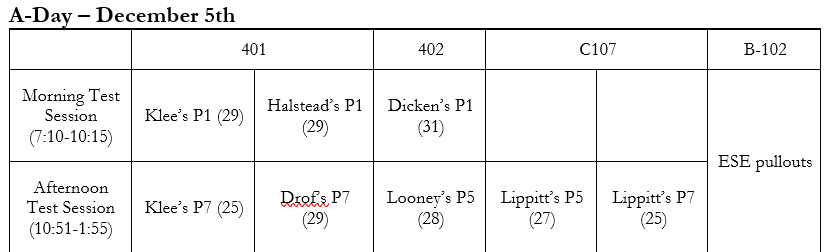 A-Day – December 5th
401 402 C107 B-102
Morning Test
Session
(7:10-10:15)
Klee's P1 (29)
Halstead's P1
(29)
Dicken's P1
(31)
ESE pullouts
Afternoon
Test Session
(10:51-1:55)
Klee's P7 (25)
Drof's P7
(29)
Looney's P5
(28)
Lippitt's P5
(27)
Lippitt's P7
(25)